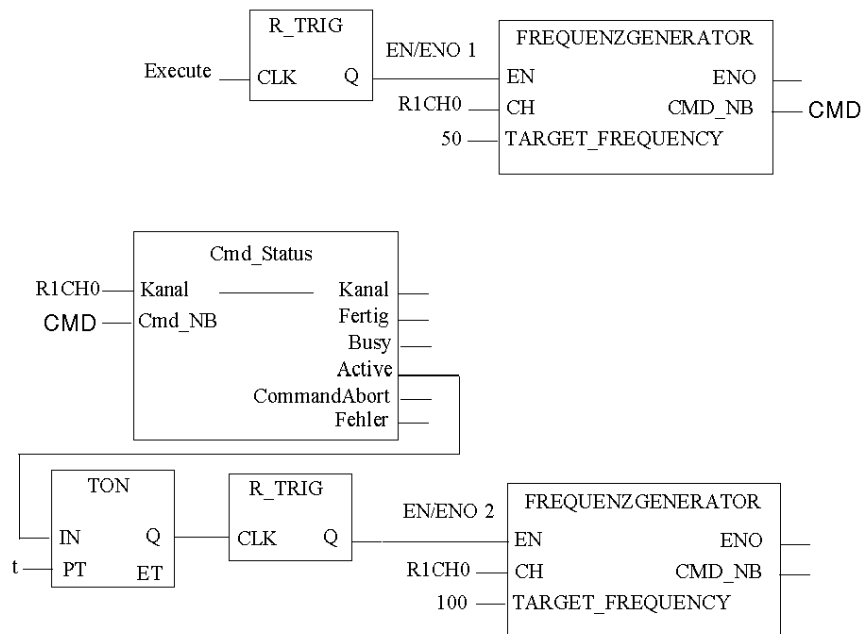 R_TRIG
Execute
CLK Q
EN/ENO 1
FREQUENZGENERATOR
EN ENO
R1CH0 CH CMD_NB CMD
50 TARGET_FREQUENCY
Cmd_Status
R1CH0 Kanal Kanal
CMD Cmd_NB Fertig
Busy
Active
CommandAbort
Fehler
TON
IN Q
t PT ET
R_TRIG
CLK Q
EN/ENO 2
FREQUENZGENERATOR
EN ENO
R1CH0 CH CMD_NB
100 TARGET_FREQUENCY